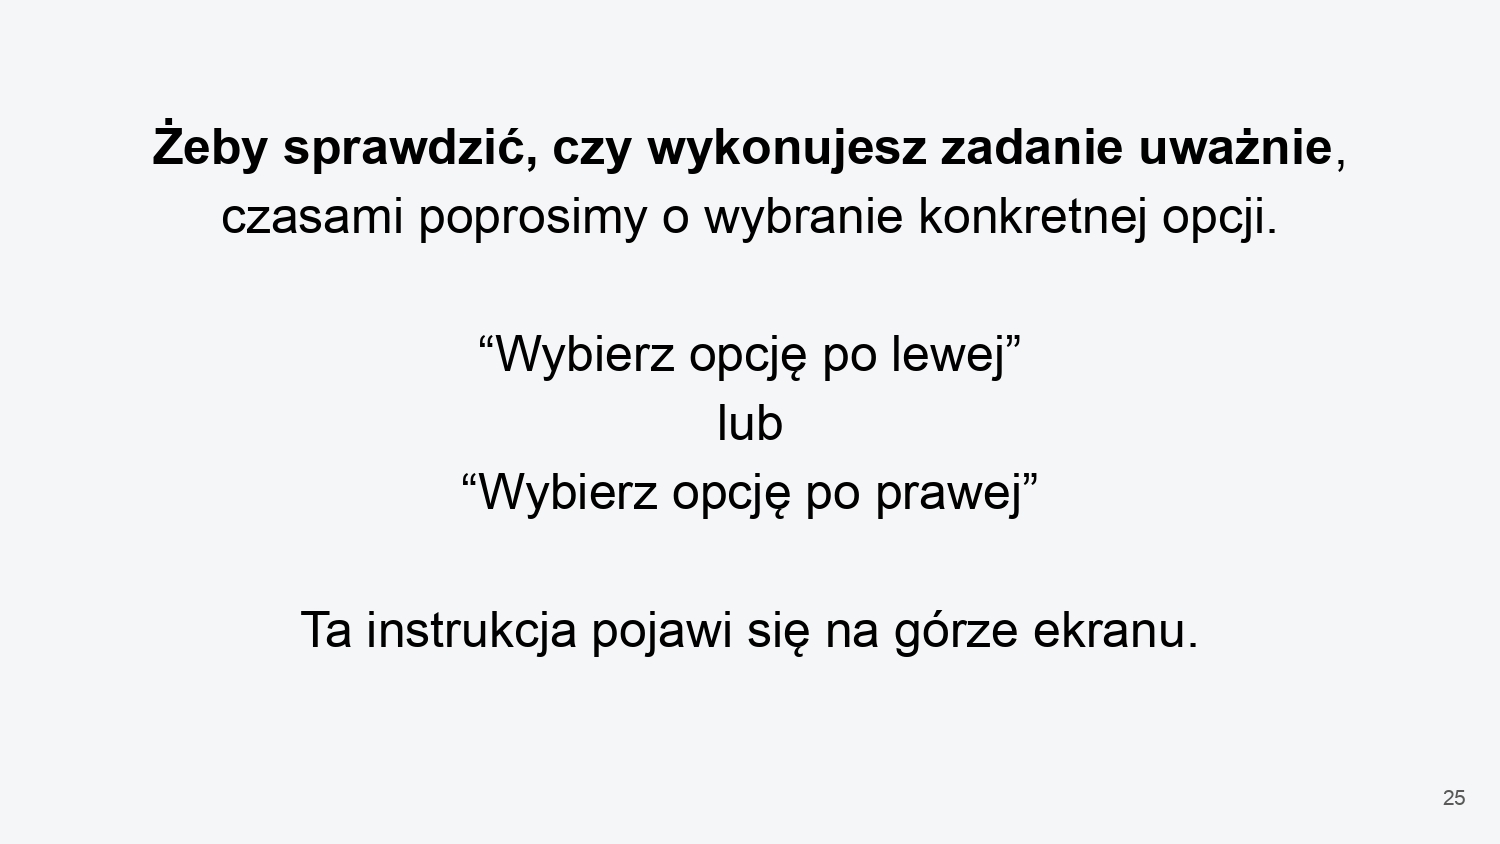 Żeby sprawdzić, czy wykonujesz zadanie uważnie,
czasami poprosimy o wybranie konkretnej opcji.
“Wybierz opcję po lewej”
lub
“Wybierz opcję po prawej”
Ta instrukcja pojawi się na górze ekranu.
25